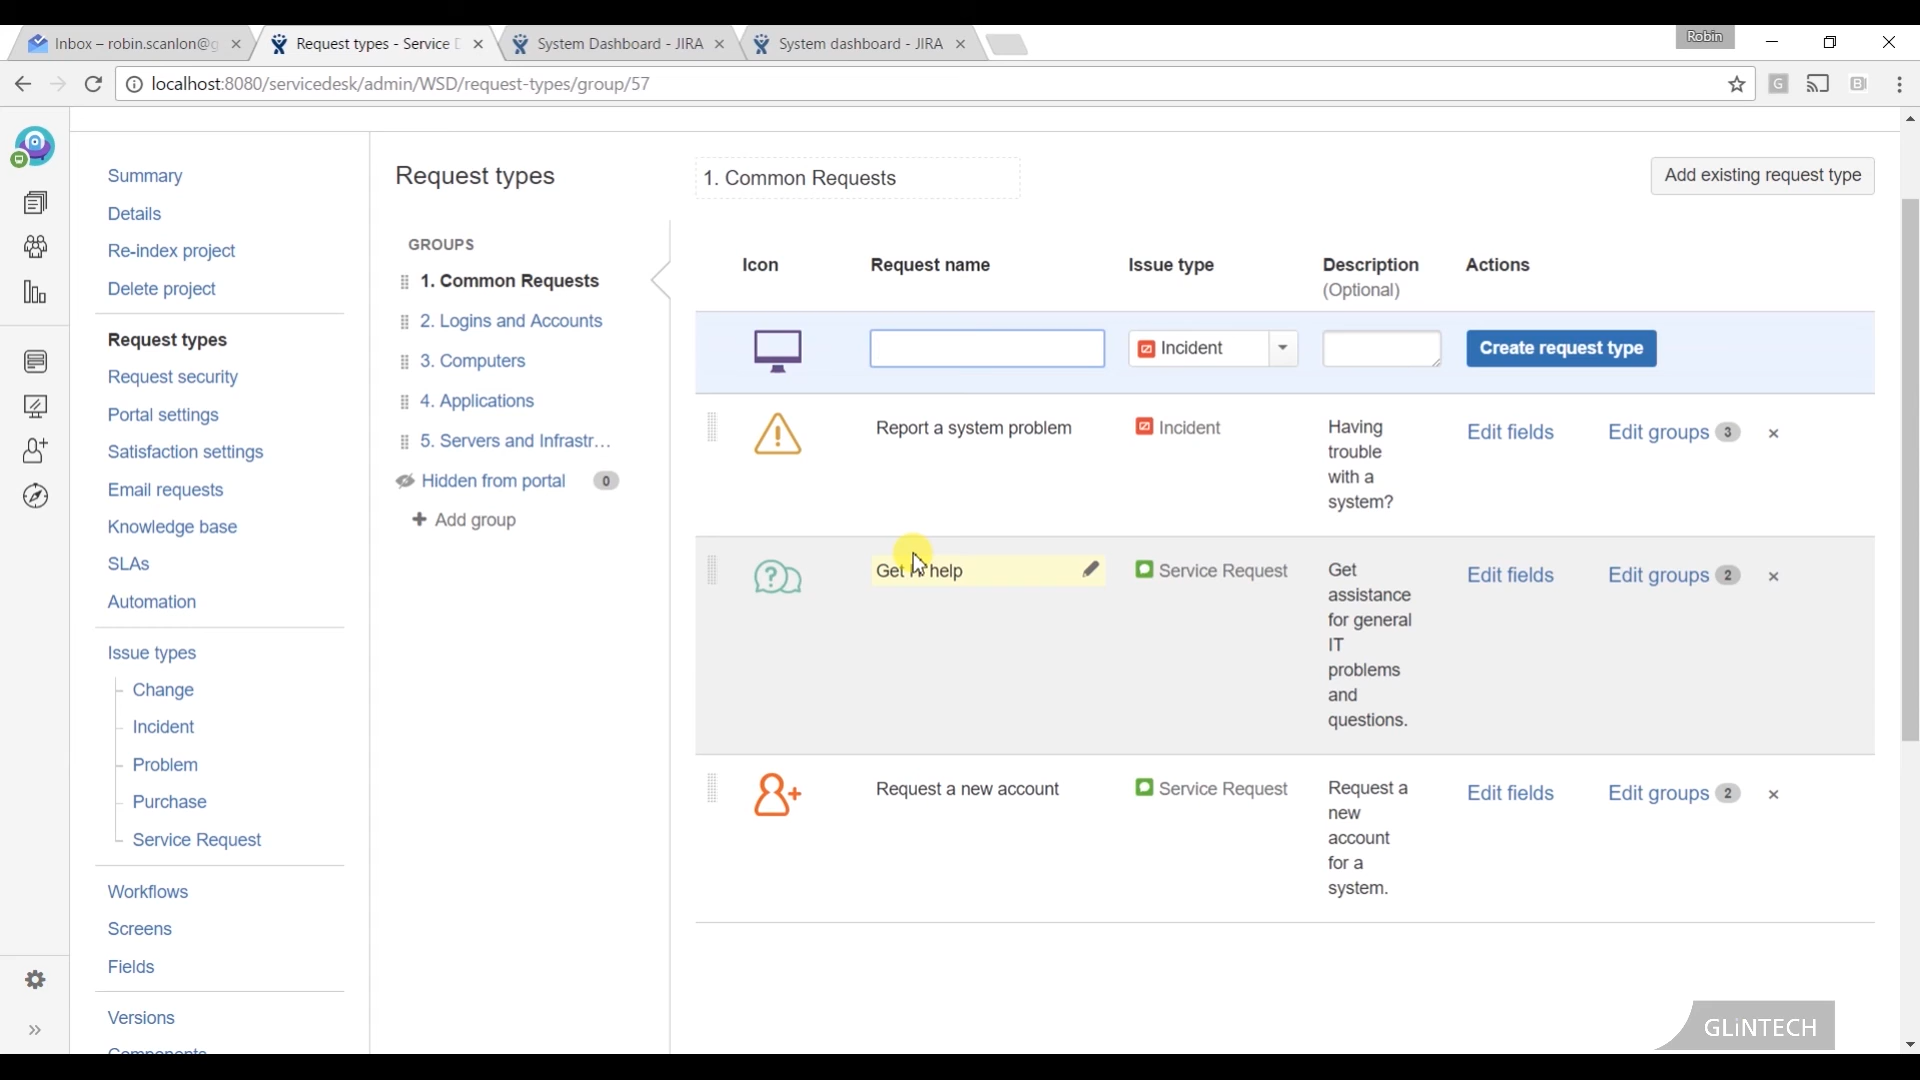 Inbox – robin.scanlon@g
Request types - Service D
System Dashboard - JIRA
System dashboard - JIRA
Robin
localhost:8080/servicedesk/admin/WSD/request-types/group/57
Summary
Details
Re-index project
Delete project
Request types
Request security
Portal settings
Satisfaction settings
Email requests
Knowledge base
SLAs
Automation
Issue types
Change
Incident
Problem
Purchase
Service Request
Workflows
Screens
Fields
Versions
Components
Request types
GROUPS
1. Common Requests
2. Logins and Accounts
3. Computers
4. Applications
5. Servers and Infrastr...
Hidden from portal 0
Add group
1. Common Requests
Add existing request type
Icon Request name Issue type Description Actions
(Optional)
Incident Create request type
Report a system problem Incident Having
trouble
with a
system?
Edit fields Edit groups 3
Get help Service Request Get
assistance
for general
IT
problems
and
questions.
Edit fields Edit groups 2
Request a new account Service Request Request a
new
account
for a
system.
Edit fields Edit groups 2
GLiNTECH